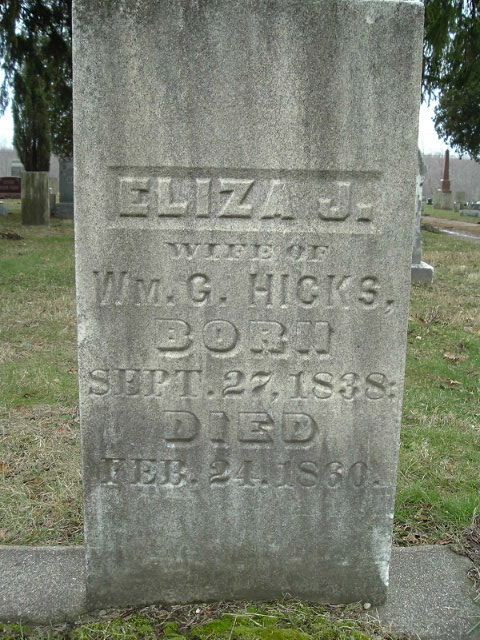 ELIZA J.
WIFE OF
WM. G. HICKS,
BORN
SEPT. 27, 1838:
DIED
FEB. 24, 1860.